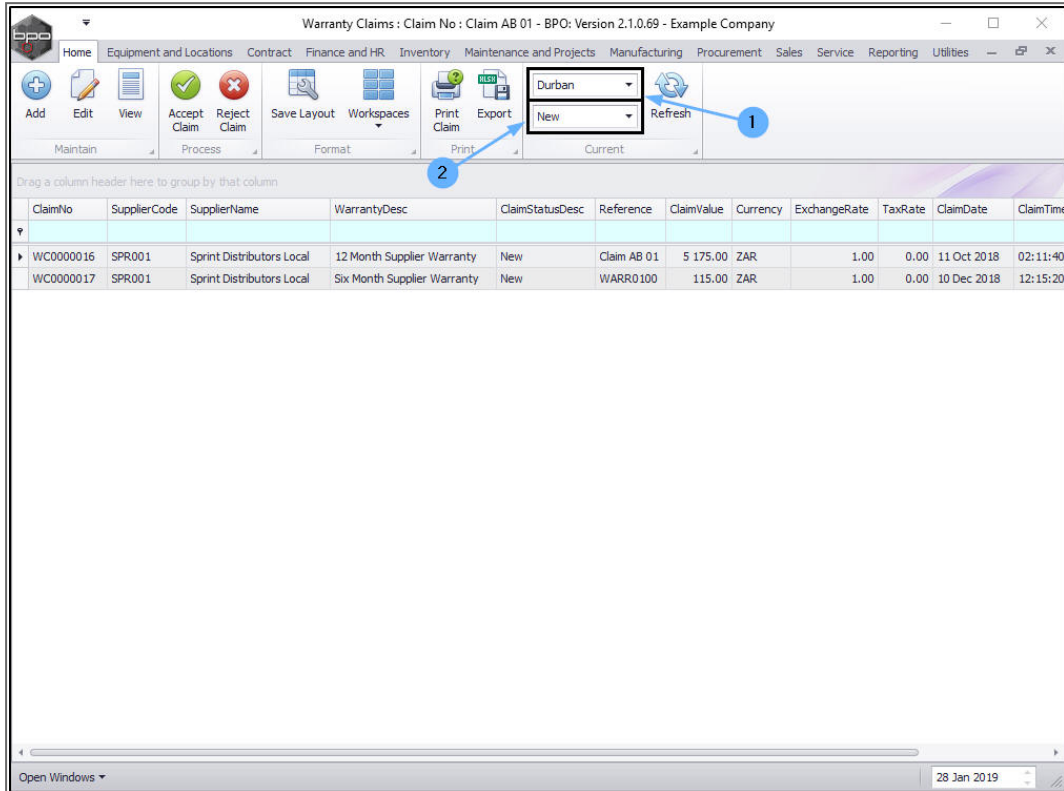 bpo
Warranty Claims : Claim No : Claim AB 01 - BPO: Version 2.1.0.69 - Example Company
Home Equipment and Locations Contract Finance and HR Inventory Maintenance and Projects Manufacturing Procurement Sales Service Reporting Utilities
Add Edit View Accept Claim Reject Claim Save Layout Workspaces Print Claim XLSX Export Durban New Refresh
1
2
Maintain Process Format Print Current
Drag a column header here to group by that column
ClaimNo SupplierCode SupplierName WarrantyDesc ClaimStatusDesc Reference ClaimValue Currency ExchangeRate TaxRate ClaimDate ClaimTime
WC0000016 SPR001 Sprint Distributors Local 12 Month Supplier Warranty New Claim AB 01 5 175.00 ZAR 1.00 0.00 11 Oct 2018 02:11:40
WC0000017 SPR001 Sprint Distributors Local Six Month Supplier Warranty New WARR0100 115.00 ZAR 1.00 0.00 10 Dec 2018 12:15:20
Open Windows 28 Jan 2019